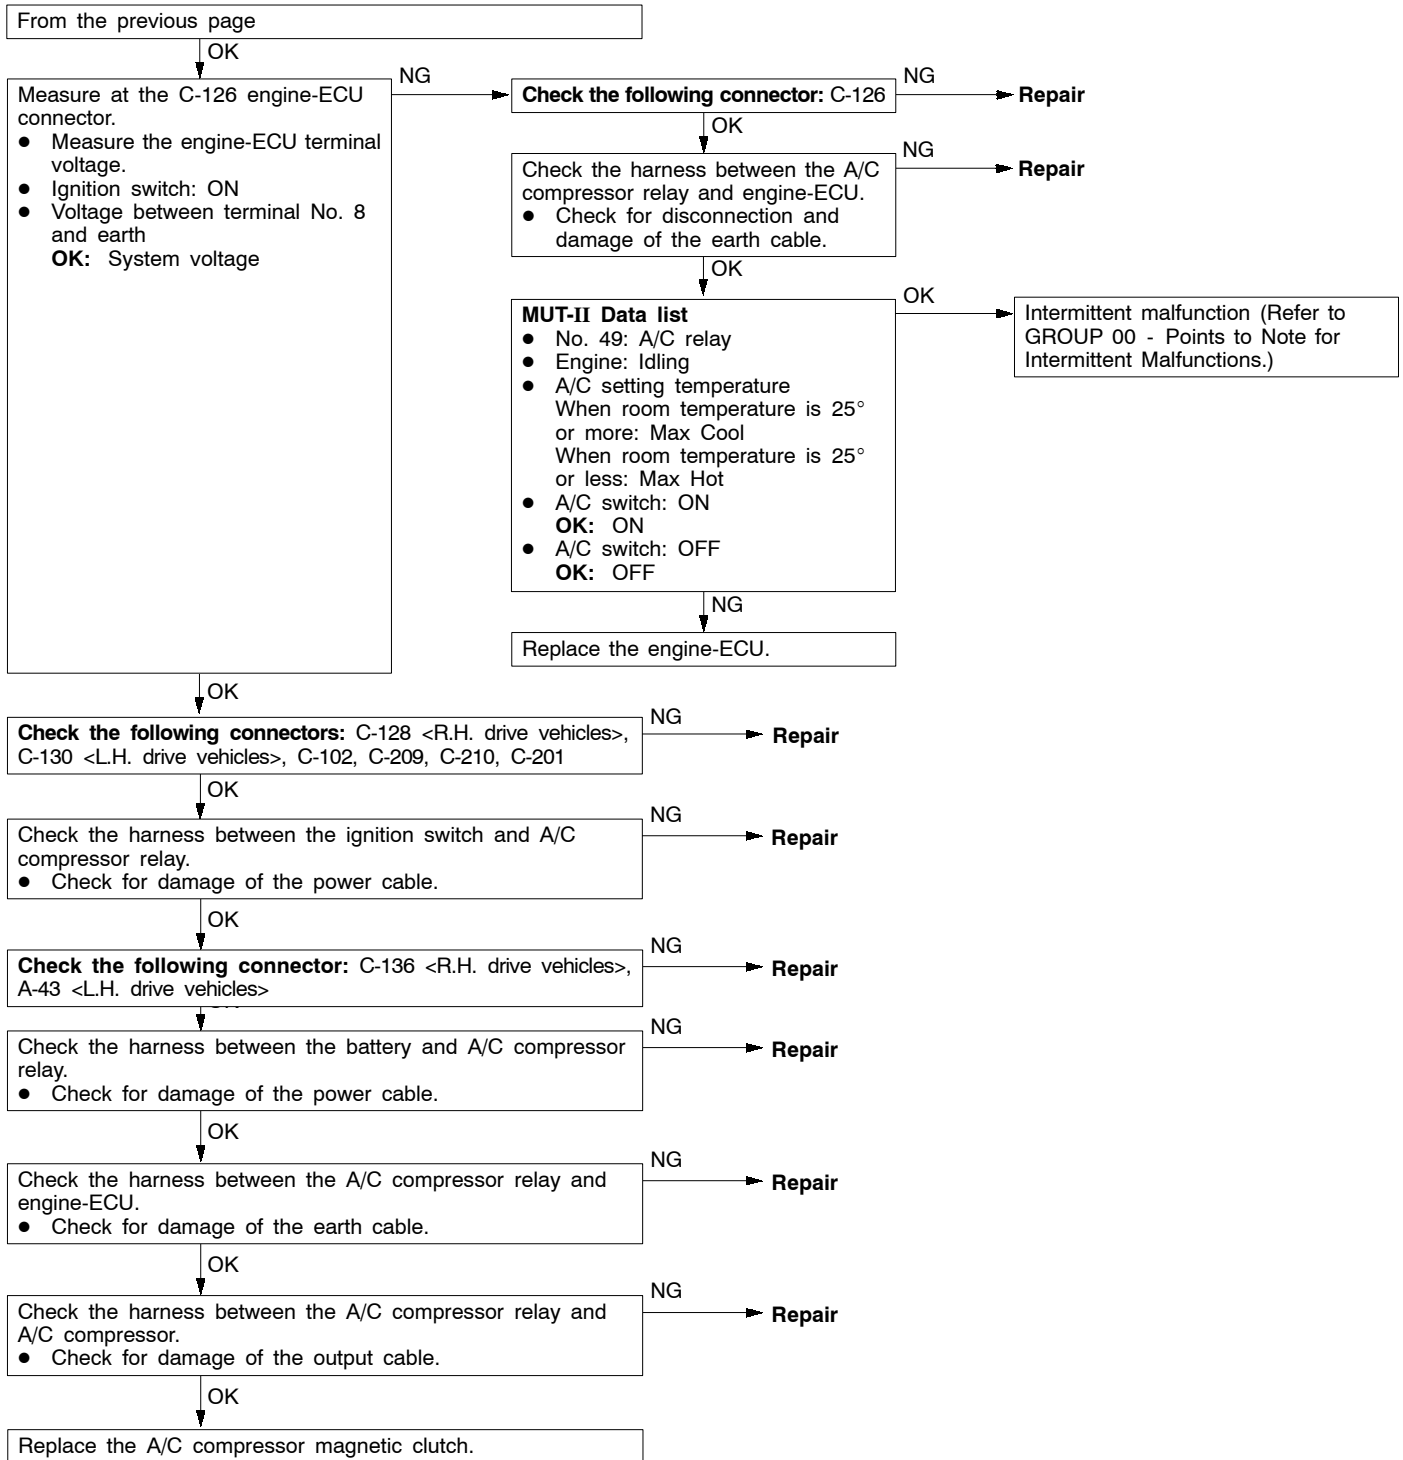 From the previous page
OK
Measure at the C-126 engine-ECU
connector.
● Measure the engine-ECU terminal
voltage.
● Ignition switch: ON
● Voltage between terminal No. 8
and earth
OK: System voltage
NG
Check the following connector: C-126
NG
Repair
OK
Check the harness between the A/C
compressor relay and engine-ECU.
● Check for disconnection and
damage of the earth cable.
NG
Repair
OK
MUT-II Data list
● No. 49: A/C relay
● Engine: Idling
● A/C setting temperature
When room temperature is 25°
or more: Max Cool
When room temperature is 25°
or less: Max Hot
● A/C switch: ON
OK: ON
● A/C switch: OFF
OK: OFF
OK
Intermittent malfunction (Refer to
GROUP 00 - Points to Note for
Intermittent Malfunctions.)
NG
Replace the engine-ECU.
OK
Check the following connectors: C-128 <R.H. drive vehicles>,
C-130 <L.H. drive vehicles>, C-102, C-209, C-210, C-201
NG
Repair
OK
Check the harness between the ignition switch and A/C
compressor relay.
● Check for damage of the power cable.
NG
Repair
OK
Check the following connector: C-136 <R.H. drive vehicles>,
A-43 <L.H. drive vehicles>
NG
Repair
Check the harness between the battery and A/C compressor
relay.
● Check for damage of the power cable.
NG
Repair
OK
Check the harness between the A/C compressor relay and
engine-ECU.
● Check for damage of the earth cable.
NG
Repair
OK
Check the harness between the A/C compressor relay and
A/C compressor.
● Check for damage of the output cable.
NG
Repair
OK
Replace the A/C compressor magnetic clutch.